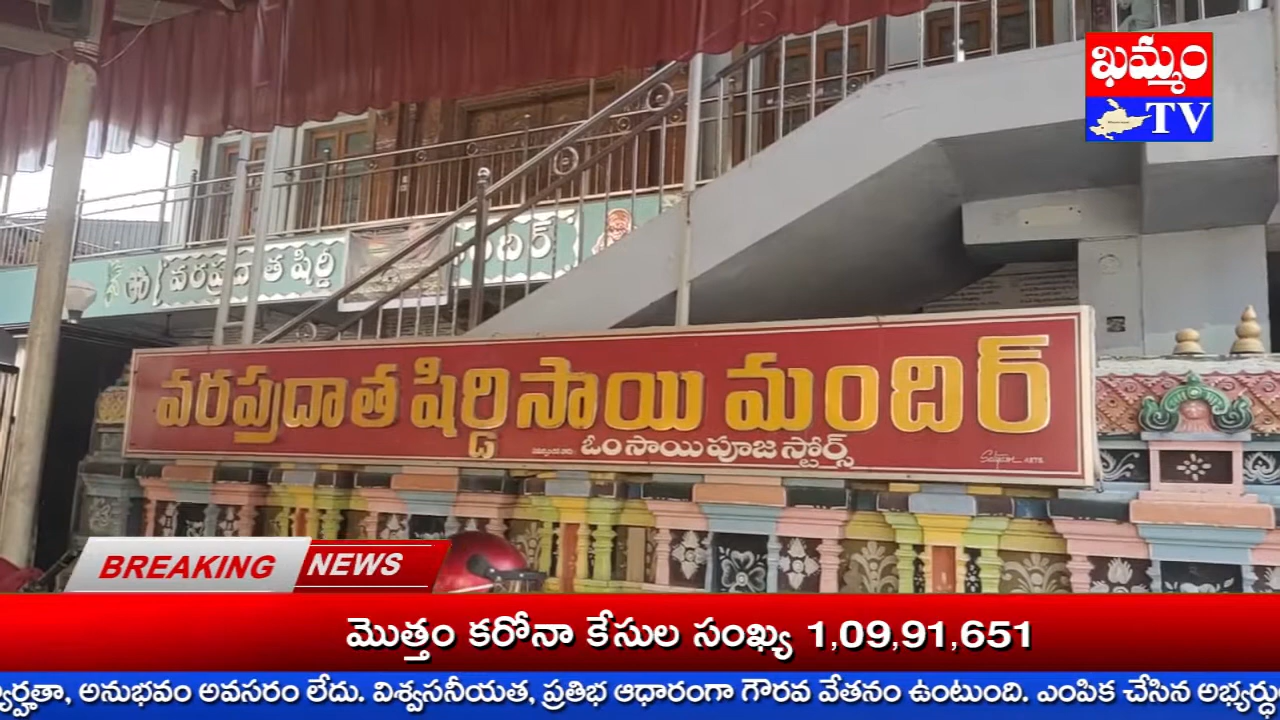 ఖమ్మం
TV
వరప్రదాత షిర్డి
మందిర్
వరప్రదాత షిర్డిసాయి మందిర్
ఓం సాయి పూజ స్టోర్స్
BREAKING NEWS
మొత్తం కరోనా కేసుల సంఖ్య 1,09,91,651
అనుభవం అవసరం లేదు. విశ్వసనీయత, ప్రతిభ ఆధారంగా గౌరవ వేతనం ఉంటుంది. ఎంపిక చేసిన